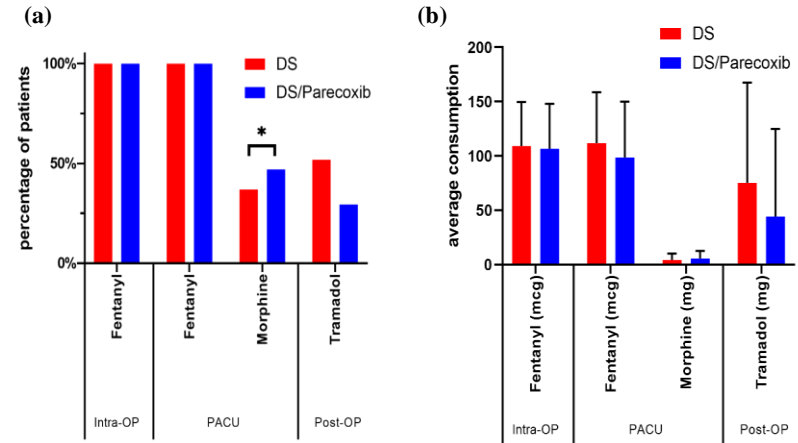 (a)
percentage of patients
100%
50%
0%
DS
DS/Parecoxib
*
Fentanyl
Fentanyl
Morphine
Tramadol
Intra-OP
PACU
Post-OP
(b)
average consumption
200
150
100
50
0
DS
DS/Parecoxib
Fentanyl (mcg)
Fentanyl (mcg)
Morphine (mg)
Tramadol (mg)
Intra-OP
PACU
Post-OP